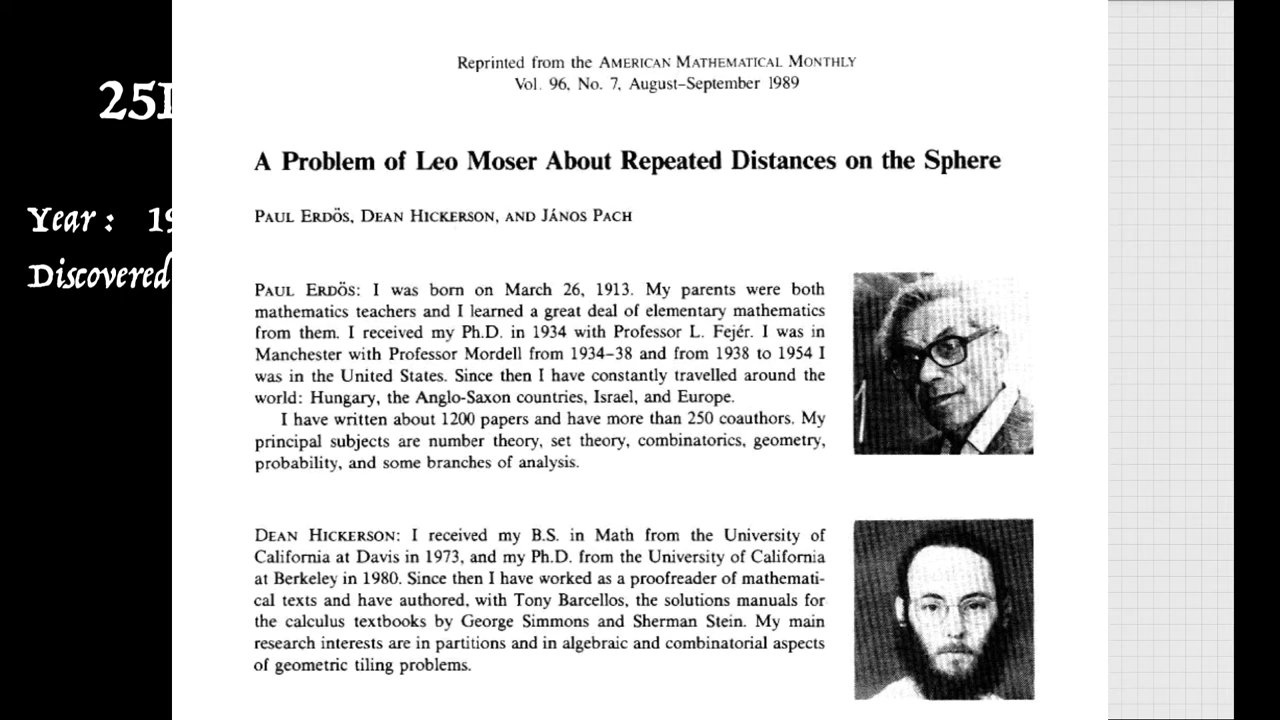 251
Year : 19
Discovered
Reprinted from the AMERICAN MATHEMATICAL MONTHLY
Vol. 96, No. 7, August–September 1989
A Problem of Leo Moser About Repeated Distances on the Sphere
PAUL ERDÖS, DEAN HICKERSON, AND JÁNOS PACH
PAUL ERDÖS: I was born on March 26, 1913. My parents were both
mathematics teachers and I learned a great deal of elementary mathematics
from them. I received my Ph.D. in 1934 with Professor L. Fejér. I was in
Manchester with Professor Mordell from 1934–38 and from 1938 to 1954 I
was in the United States. Since then I have constantly travelled around the
world: Hungary, the Anglo-Saxon countries, Israel, and Europe.
I have written about 1200 papers and have more than 250 coauthors. My
principal subjects are number theory, set theory, combinatorics, geometry,
probability, and some branches of analysis.
DEAN HICKERSON: I received my B.S. in Math from the University of
California at Davis in 1973, and my Ph.D. from the University of California
at Berkeley in 1980. Since then I have worked as a proofreader of mathemati-
cal texts and have authored, with Tony Barcellos, the solutions manuals for
the calculus textbooks by George Simmons and Sherman Stein. My main
research interests are in partitions and in algebraic and combinatorial aspects
of geometric tiling problems.